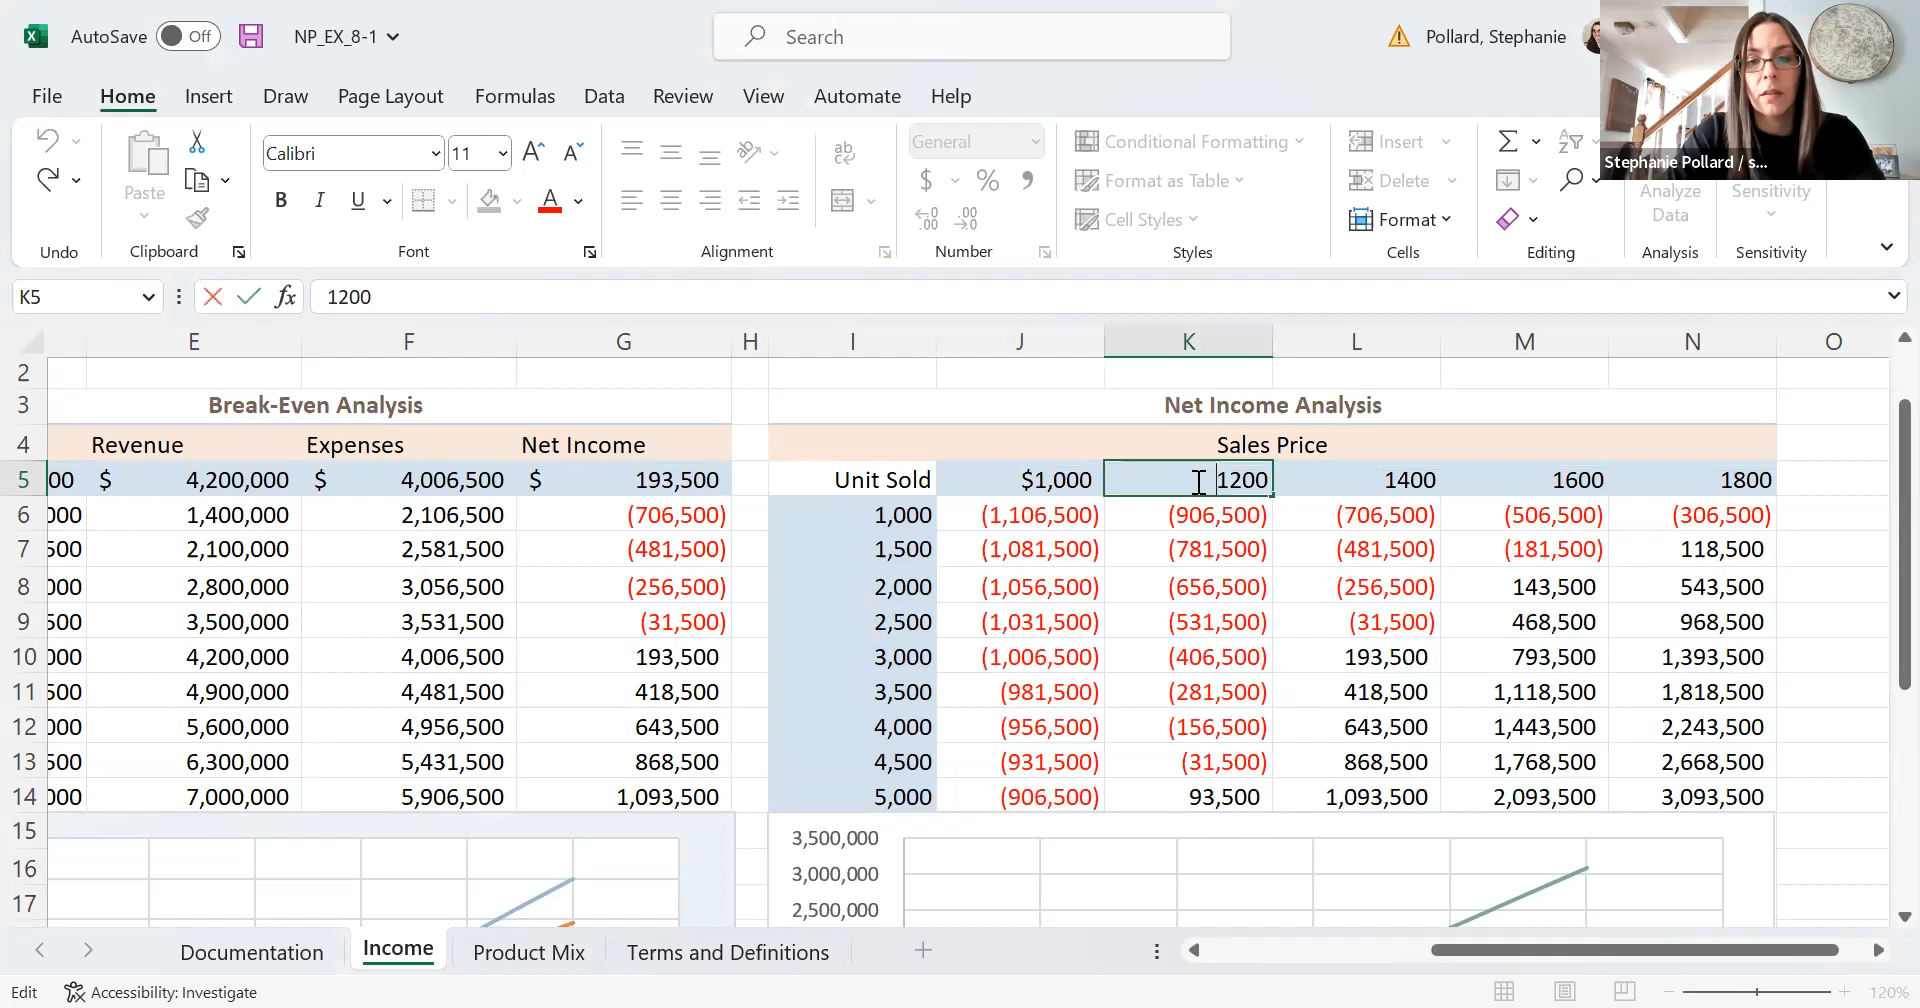 AutoSave Off NP_EX_8-1 Search Pollard, Stephanie
File Home Insert Draw Page Layout Formulas Data Review View Automate Help
Stephanie Pollard / s...
Calibri 11 General Conditional Formatting Insert
Paste Format as Table Delete Analyze Data Sensitivity
B I U $ % Cell Styles Format
Undo Clipboard Font Alignment Number Styles Cells Editing Analysis Sensitivity
K5 fx 1200
E F G H I J K L M N O
2
3 Break-Even Analysis Net Income Analysis
4 Revenue Expenses Net Income Sales Price
5 00 $ 4,200,000 $ 4,006,500 $ 193,500 Unit Sold $1,000 1200 1400 1600 1800
6 000 1,400,000 2,106,500 (706,500) 1,000 (1,106,500) (906,500) (706,500) (506,500) (306,500)
7 500 2,100,000 2,581,500 (481,500) 1,500 (1,081,500) (781,500) (481,500) (181,500) 118,500
8 000 2,800,000 3,056,500 (256,500) 2,000 (1,056,500) (656,500) (256,500) 143,500 543,500
9 500 3,500,000 3,531,500 (31,500) 2,500 (1,031,500) (531,500) (31,500) 468,500 968,500
10 000 4,200,000 4,006,500 193,500 3,000 (1,006,500) (406,500) 193,500 793,500 1,393,500
11 500 4,900,000 4,481,500 418,500 3,500 (981,500) (281,500) 418,500 1,118,500 1,818,500
12 000 5,600,000 4,956,500 643,500 4,000 (956,500) (156,500) 643,500 1,443,500 2,243,500
13 500 6,300,000 5,431,500 868,500 4,500 (931,500) (31,500) 868,500 1,768,500 2,668,500
14 000 7,000,000 5,906,500 1,093,500 5,000 (906,500) 93,500 1,093,500 2,093,500 3,093,500
15 3,500,000
16 3,000,000
17 2,500,000
Documentation Income Product Mix Terms and Definitions
Edit Accessibility: Investigate 120%